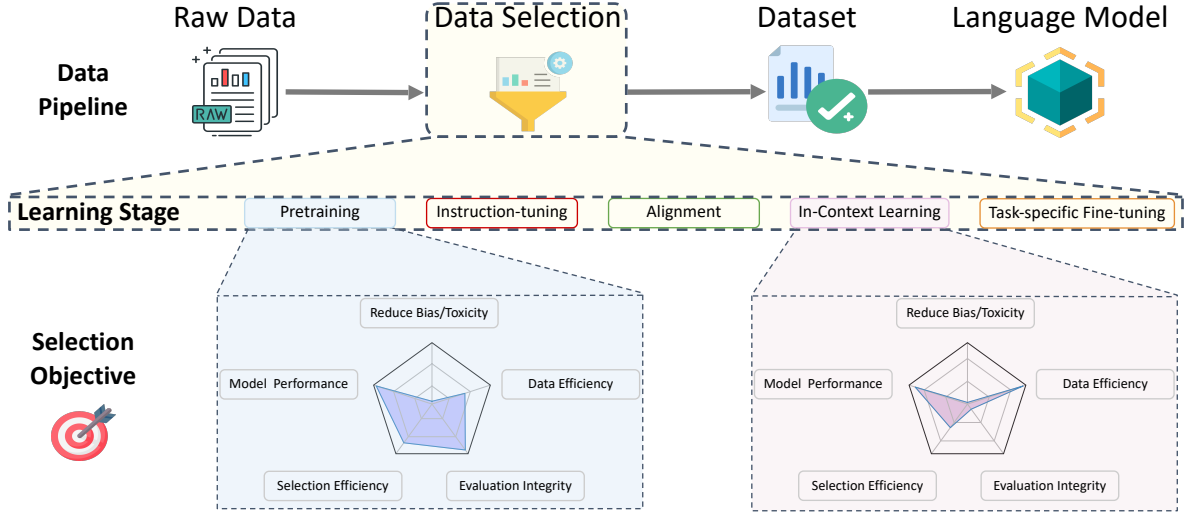 Raw Data
Data Selection
Dataset
Language Model
Data
Pipeline
RAW
Learning Stage
Pretraining
Instruction-tuning
Alignment
In-Context Learning
Task-specific Fine-tuning
Selection
Objective
Reduce Bias/Toxicity
Model Performance
Data Efficiency
Selection Efficiency
Evaluation Integrity
Reduce Bias/Toxicity
Model Performance
Data Efficiency
Selection Efficiency
Evaluation Integrity